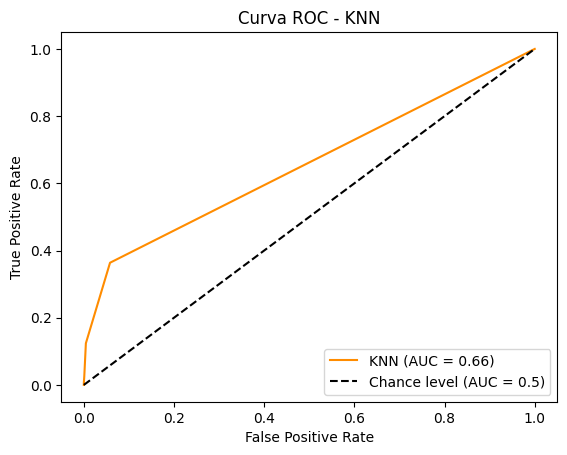 Curva ROC - KNN
True Positive Rate
1.0
0.8
0.6
0.4
0.2
0.0
KNN (AUC = 0.66)
Chance level (AUC = 0.5)
0.0 0.2 0.4 0.6 0.8 1.0
False Positive Rate